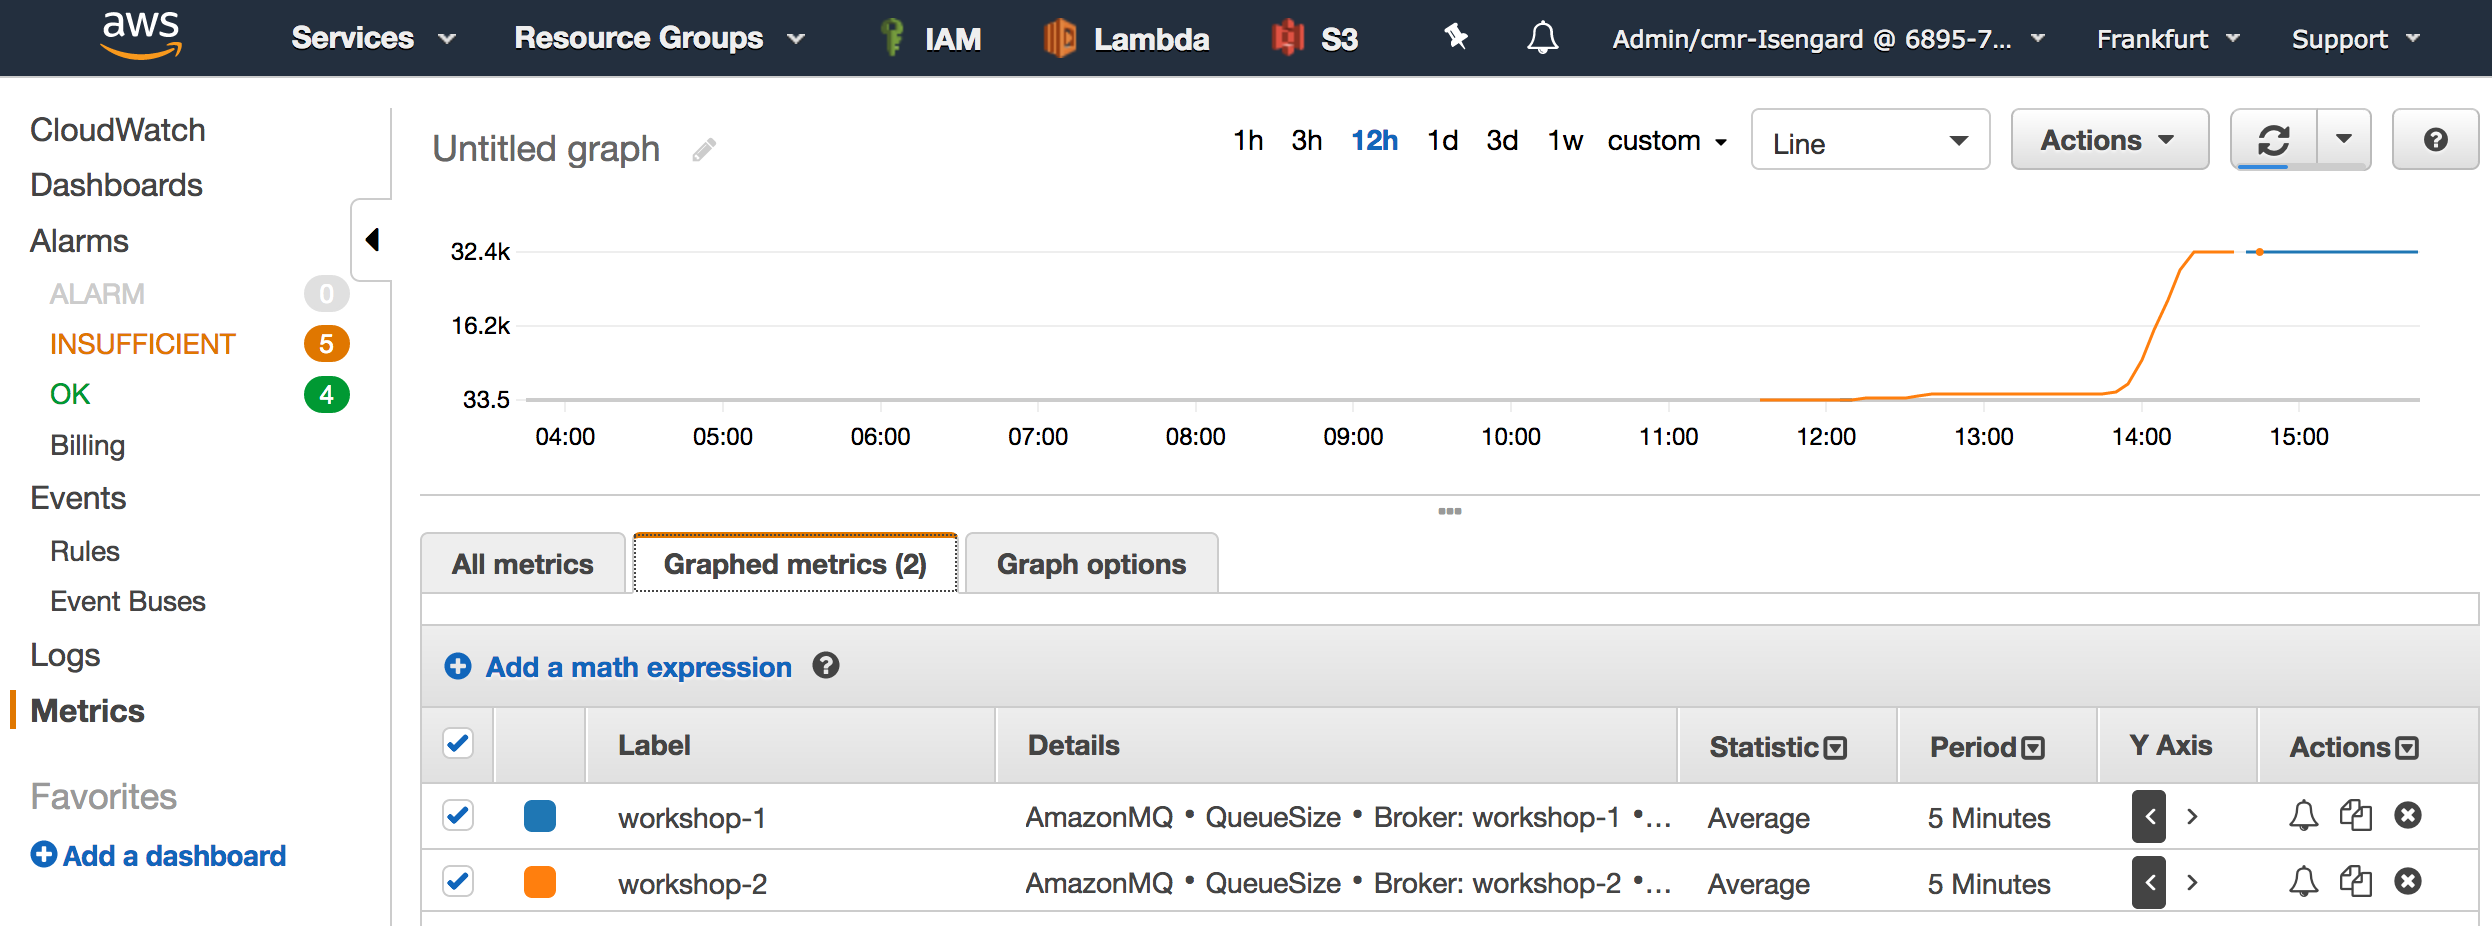 aws Services Resource Groups IAM Lambda S3 Admin/cmr-Isengard @ 6895-7... Frankfurt Support
CloudWatch
Dashboards
Alarms
ALARM 0
INSUFFICIENT 5
OK 4
Billing
Events
Rules
Event Buses
Logs
Metrics
Favorites
Add a dashboard
Untitled graph
1h 3h 12h 1d 3d 1w custom Line Actions
32.4k
16.2k
33.5
04:00 05:00 06:00 07:00 08:00 09:00 10:00 11:00 12:00 13:00 14:00 15:00
All metrics Graphed metrics (2) Graph options
Add a math expression
Label Details Statistic Period Y Axis Actions
workshop-1 AmazonMQ • QueueSize • Broker: workshop-1 •... Average 5 Minutes
workshop-2 AmazonMQ • QueueSize • Broker: workshop-2 •... Average 5 Minutes